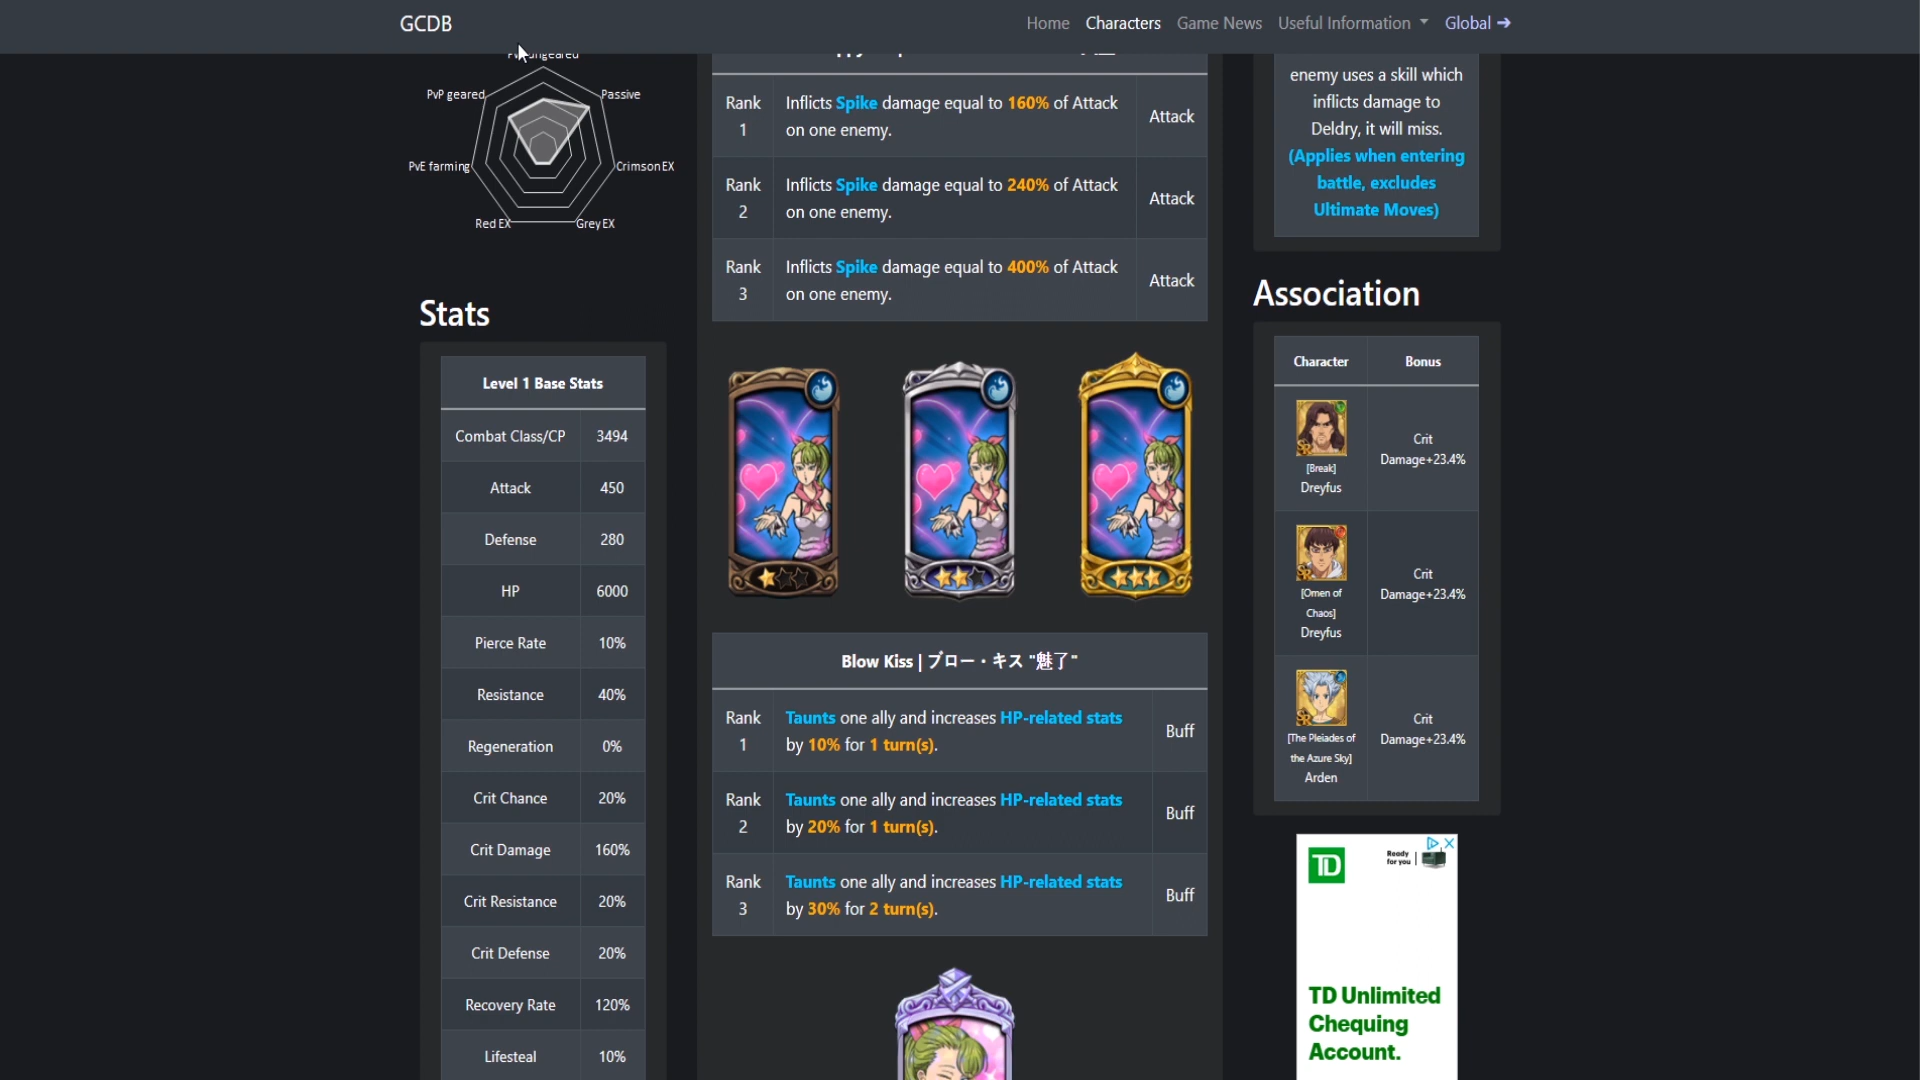 GCDB
Home
Characters
Game News
Useful Information
Global ➔
Passive
PvP geared
PvE farming
Crimson EX
Red EX
Grey EX
Stats
Level 1 Base Stats
Combat Class/CP 3494
Attack 450
Defense 280
HP 6000
Pierce Rate 10%
Resistance 40%
Regeneration 0%
Crit Chance 20%
Crit Damage 160%
Crit Resistance 20%
Crit Defense 20%
Recovery Rate 120%
Lifesteal 10%
Rank 1
Inflicts Spike damage equal to 160% of Attack
on one enemy.
Attack
Rank 2
Inflicts Spike damage equal to 240% of Attack
on one enemy.
Attack
Rank 3
Inflicts Spike damage equal to 400% of Attack
on one enemy.
Attack
Blow Kiss | ブロー・キス "魅了"
Rank 1
Taunts one ally and increases HP-related stats
by 10% for 1 turn(s).
Buff
Rank 2
Taunts one ally and increases HP-related stats
by 20% for 1 turn(s).
Buff
Rank 3
Taunts one ally and increases HP-related stats
by 30% for 2 turn(s).
Buff
enemy uses a skill which
inflicts damage to
Deldry, it will miss.
(Applies when entering
battle, excludes
Ultimate Moves)
Association
Character Bonus
SR
[Break]
Dreyfus
Crit
Damage+23.4%
SR
[Omen of
Chaos]
Dreyfus
Crit
Damage+23.4%
SR
[The Pleiades of
the Azure Sky]
Arden
Crit
Damage+23.4%
TD
Ready
for you
TD Unlimited
Chequing
Account.